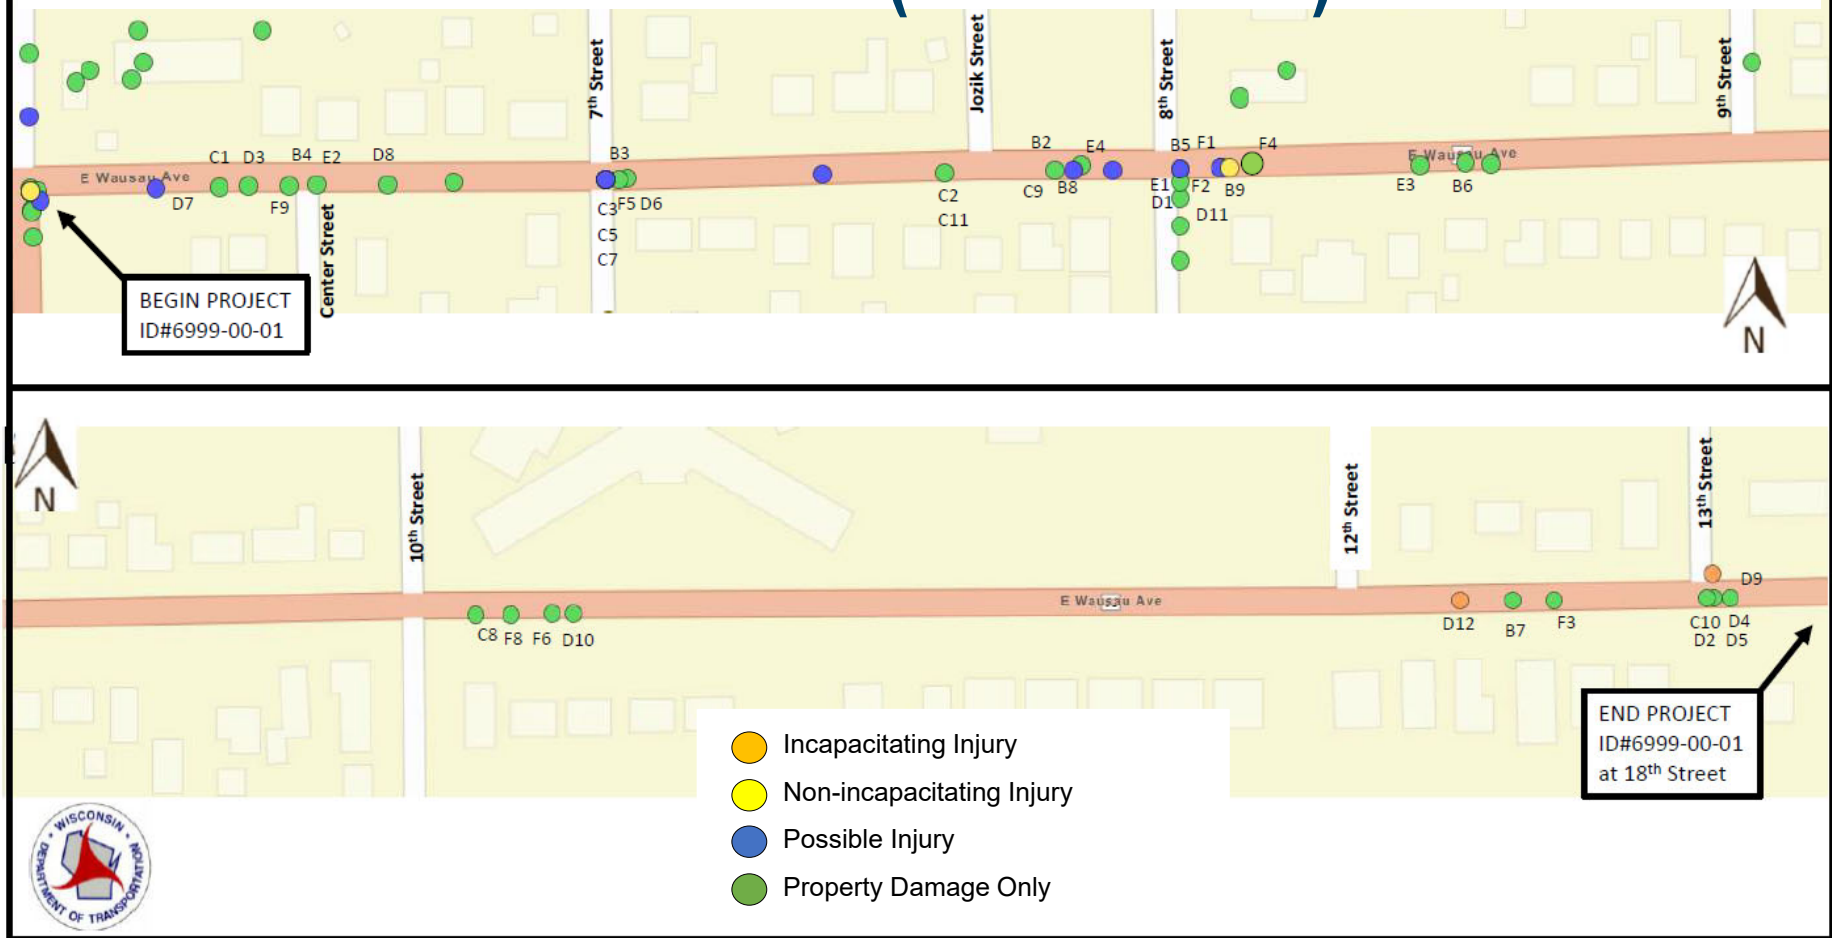 ( )
7th Street
Jozik Street
8th Street
9th Street
C1 D3 B4 E2 D8
B3
B2 E4
B5 F1 F4
E Wausau Ave
E Wausau Ave
D7 F9
C3 F5 D6
C5
C7
C2
C11
C9 B8
E1 F2 B9
D1 D11
E3 B6
Center Street
BEGIN PROJECT
ID#6999-00-01
N
N
10th Street
12th Street
13th Street
E Wausau Ave
D9
C8 F8 F6 D10
D12 B7 F3
C10 D4
D2 D5
END PROJECT
ID#6999-00-01
at 18th Street
Incapacitating Injury
Non-incapacitating Injury
Possible Injury
Property Damage Only
WISCONSIN
DEPARTMENT OF TRANSPORTATION